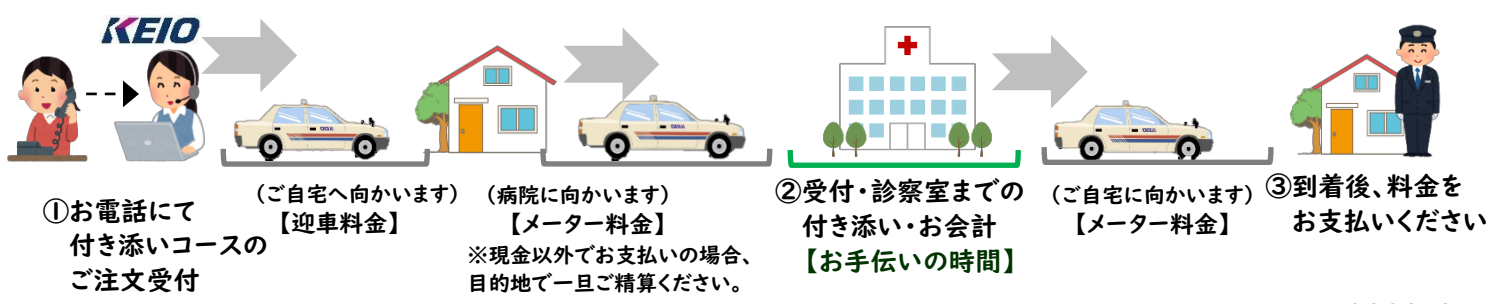 KEIO
①お電話にて
付き添いコースの
ご注文受付
(ご自宅へ向かいます)
【迎車料金】
(病院に向かいます)
【メーター料金】
※現金以外でお支払いの場合、
目的地で一旦ご精算ください。
②受付・診察室までの
付き添い・お会計
【お手伝いの時間】
(ご自宅に向かいます)
【メーター料金】
③到着後、料金を
お支払いください